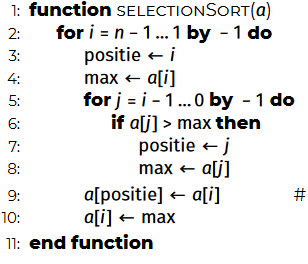 1: function SELECTIONSORT(a)
2: for i = n − 1 … 1 by − 1 do
3: positie ← i
4: max ← a[i]
5: for j = i − 1 … 0 by − 1 do
6: if a[j] > max then
7: positie ← j
8: max ← a[j]
9: a[positie] ← a[i] #
10: a[i] ← max
11: end function